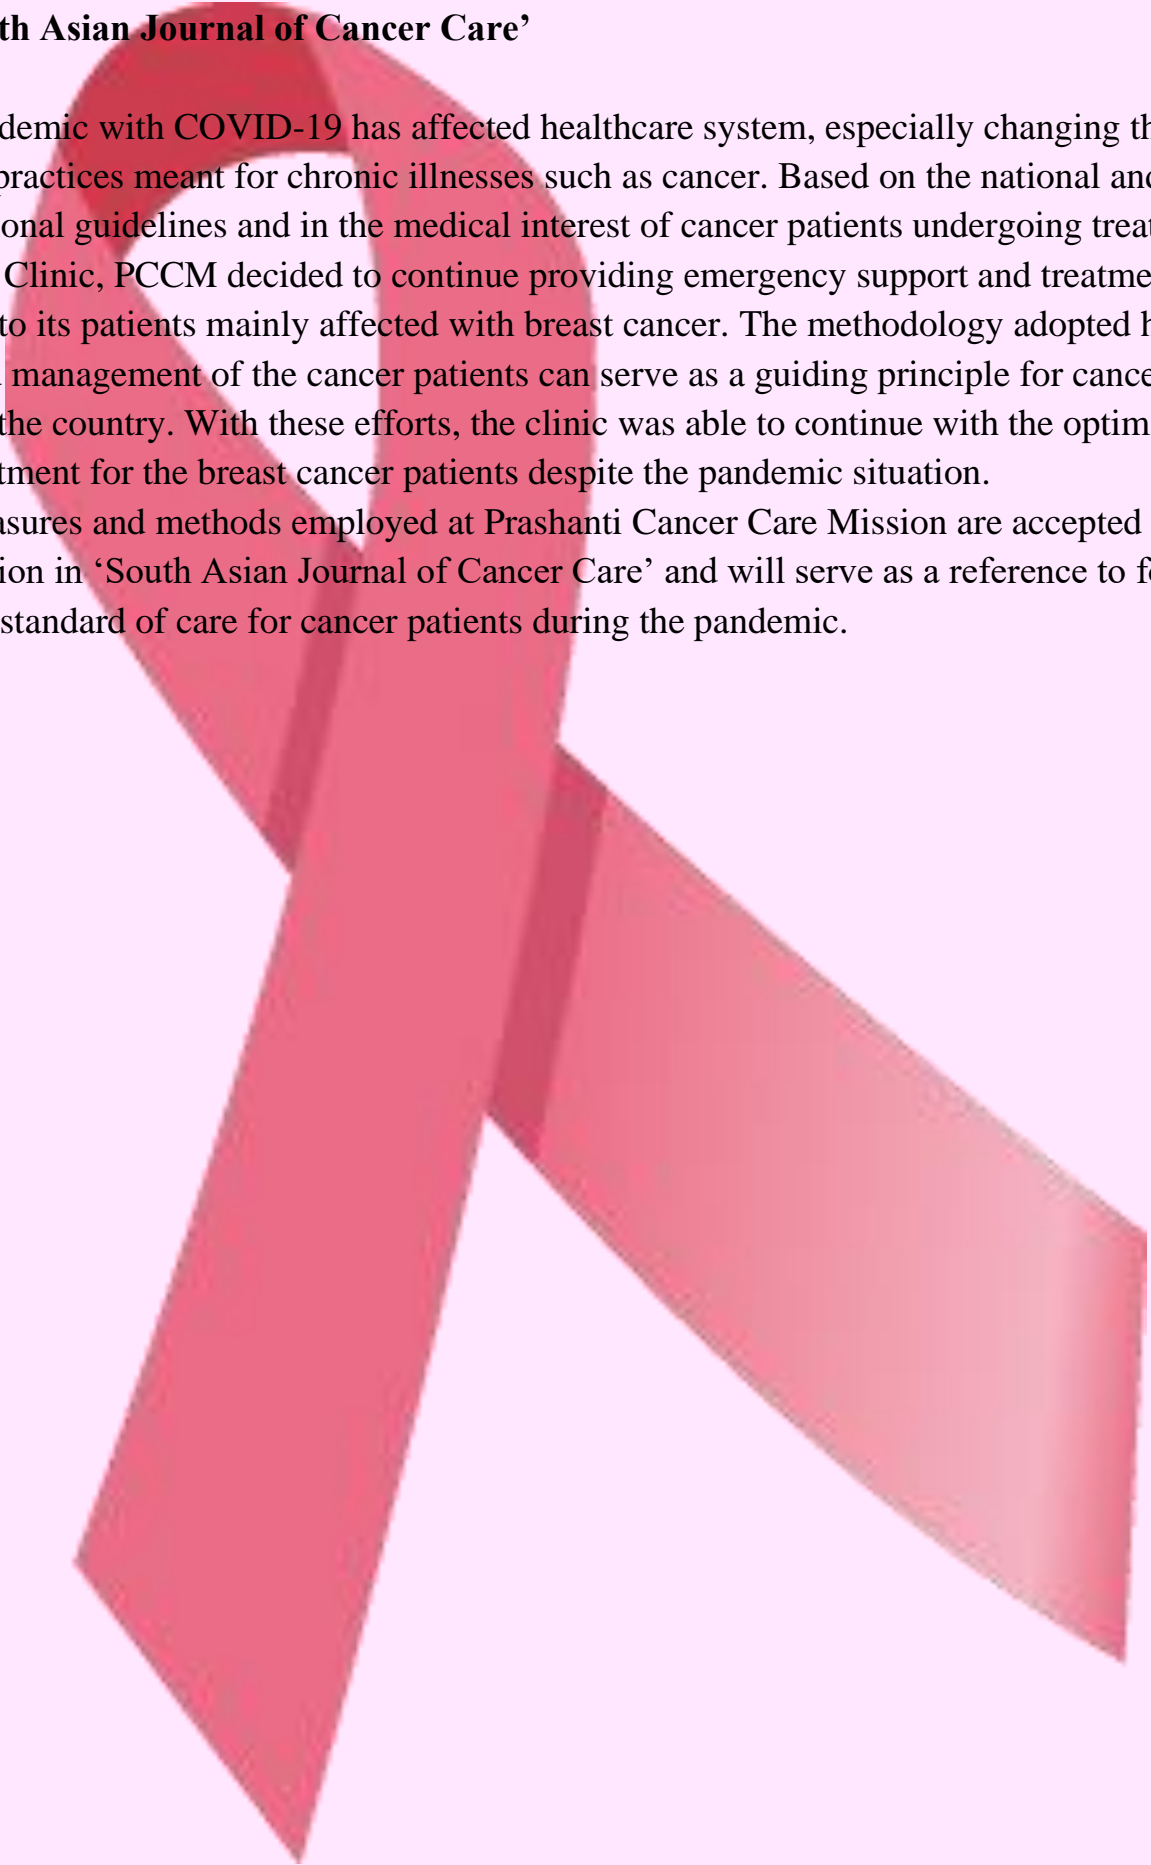 th Asian Journal of Cancer Care’
demic with COVID-19 has affected healthcare system, especially changing th
practices meant for chronic illnesses such as cancer. Based on the national and
onal guidelines and in the medical interest of cancer patients undergoing treat
Clinic, PCCM decided to continue providing emergency support and treatme
to its patients mainly affected with breast cancer. The methodology adopted h
management of the cancer patients can serve as a guiding principle for cance
the country. With these efforts, the clinic was able to continue with the optim
tment for the breast cancer patients despite the pandemic situation.
asures and methods employed at Prashanti Cancer Care Mission are accepted
ion in ‘South Asian Journal of Cancer Care’ and will serve as a reference to fo
standard of care for cancer patients during the pandemic.